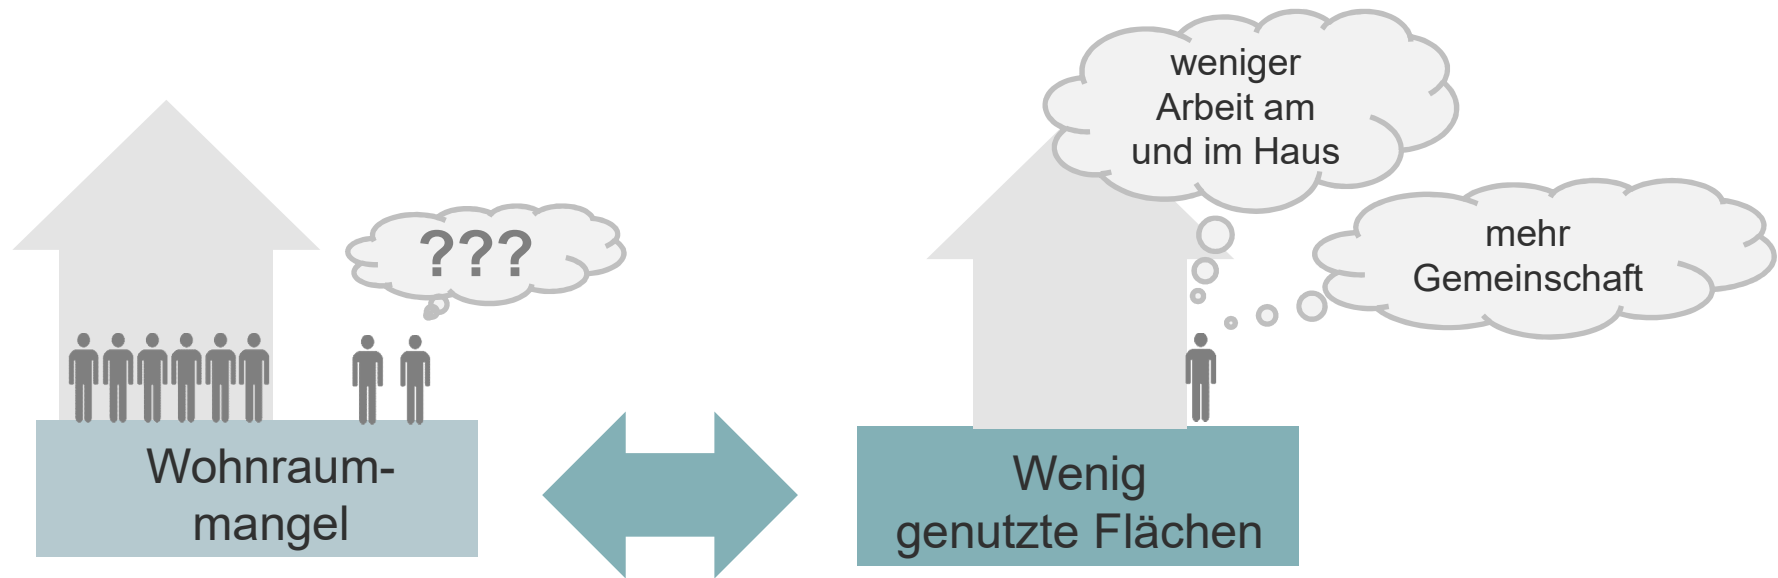 ???
Wohnraum-
mangel
weniger
Arbeit am
und im Haus
mehr
Gemeinschaft
Wenig
genutzte Flächen